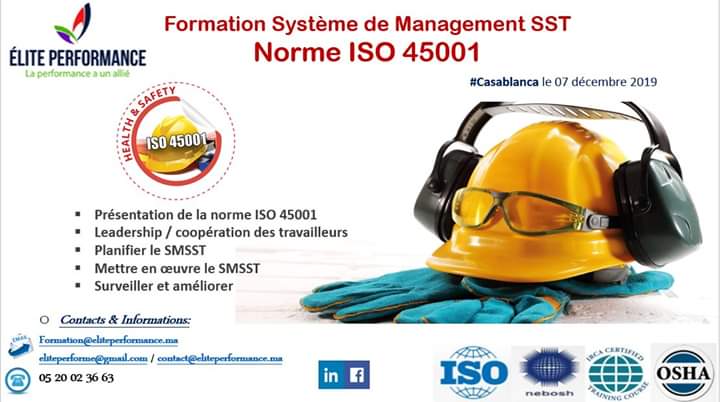 Formation Système de Management SST
Norme ISO 45001
ÉLITE PERFORMANCE
La performance a un allié
#Casablanca le 07 décembre 2019
HEALTH & SAFETY
ISO 45001
Présentation de la norme ISO 45001
Leadership / coopération des travailleurs
Planifier le SMSST
Mettre en œuvre le SMSST
Surveiller et améliorer
Contacts & Informations:
Formation@eliteperformance.ma
eliteperforme@gmail.com / contact@eliteperformance.ma
05 20 02 36 63
in f
ISO
nebosh
IRCA CERTIFIED
TRAINING COURSE
OSHA